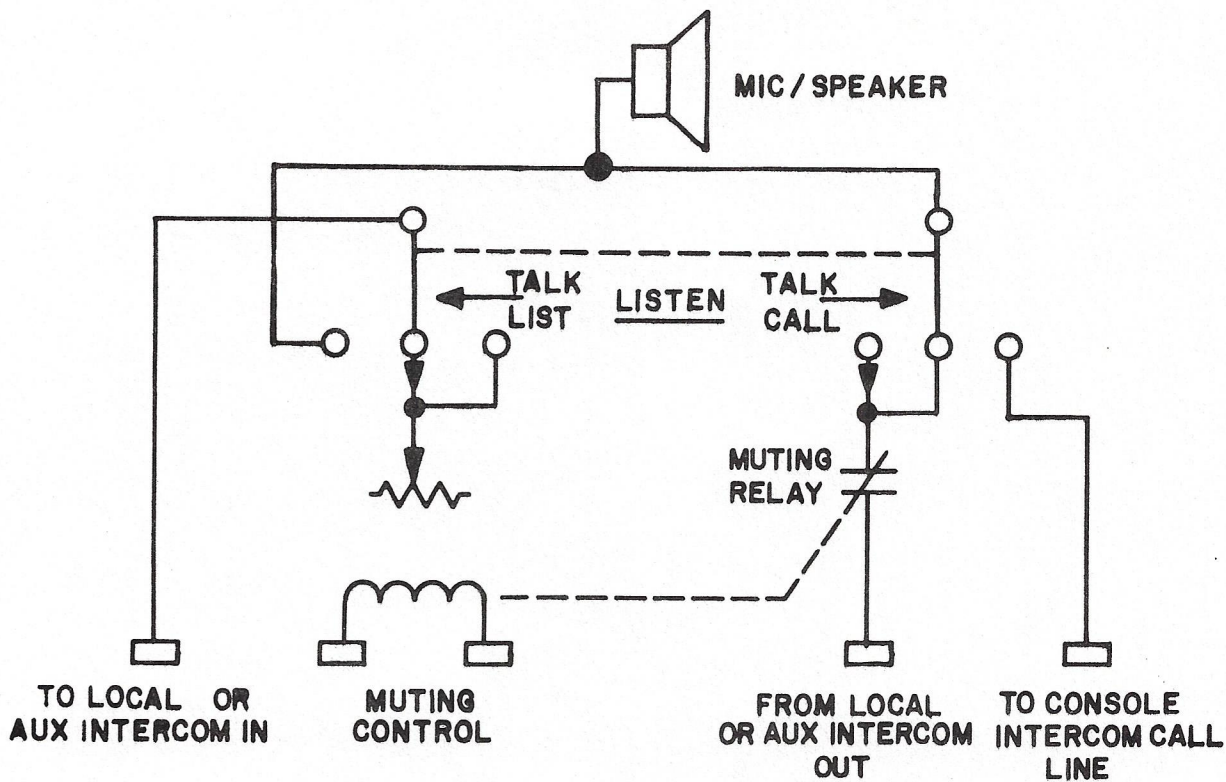 MIC / SPEAKER
TALK
LIST
LISTEN
TALK
CALL
MUTING
RELAY
TO LOCAL OR
AUX INTERCOM IN
MUTING
CONTROL
FROM LOCAL
OR AUX INTERCOM
OUT
TO CONSOLE
INTERCOM CALL
LINE